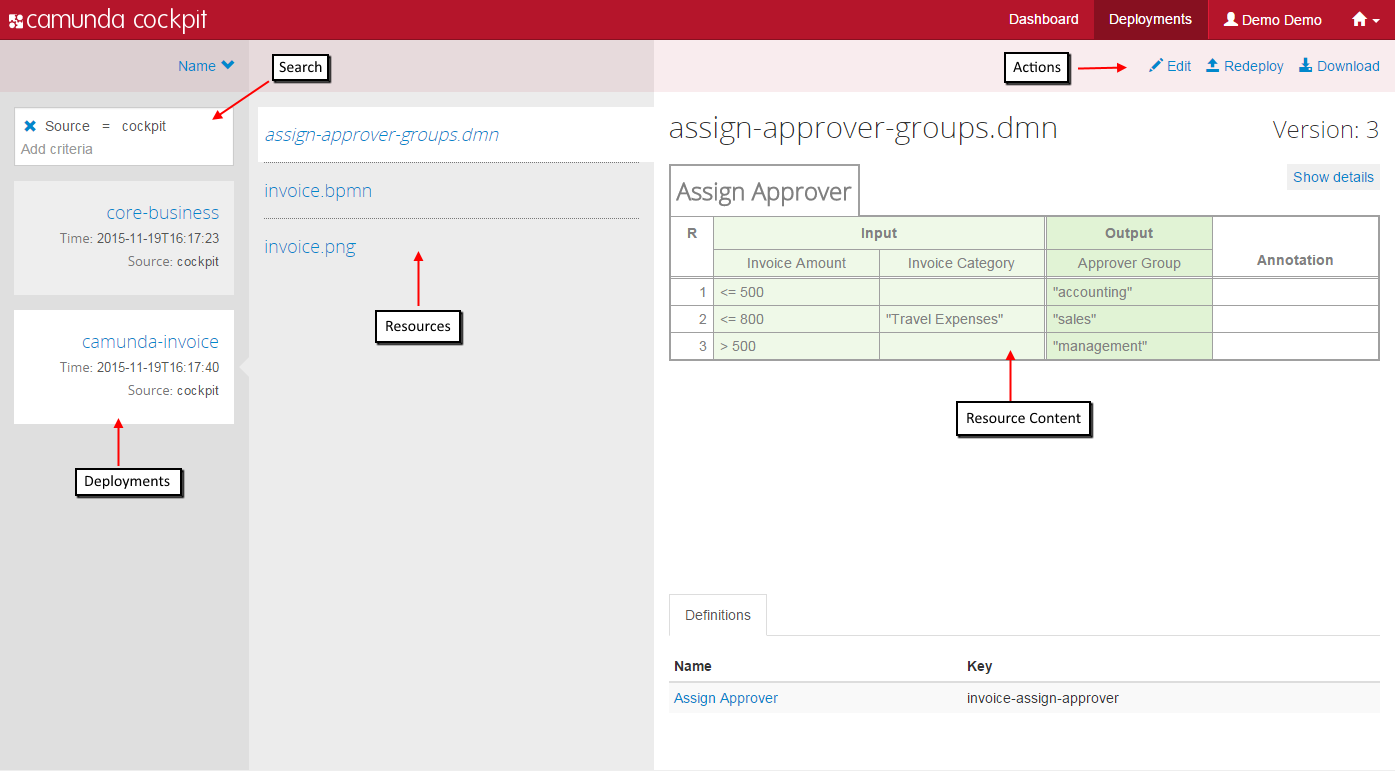 camunda cockpit
Dashboard
Deployments
Demo Demo
Name
Search
Actions
Edit
Redeploy
Download
Source = cockpit
Add criteria
core-business
Time: 2015-11-19T16:17:23
Source: cockpit
camunda-invoice
Time: 2015-11-19T16:17:40
Source: cockpit
Deployments
assign-approver-groups.dmn
invoice.bpmn
invoice.png
Resources
assign-approver-groups.dmn
Version: 3
Show details
Assign Approver
R Input Output Annotation
Invoice Amount Invoice Category Approver Group
1 <= 500 "accounting"
2 <= 800 "Travel Expenses" "sales"
3 > 500 "management"
Resource Content
Definitions
Name Key
Assign Approver invoice-assign-approver